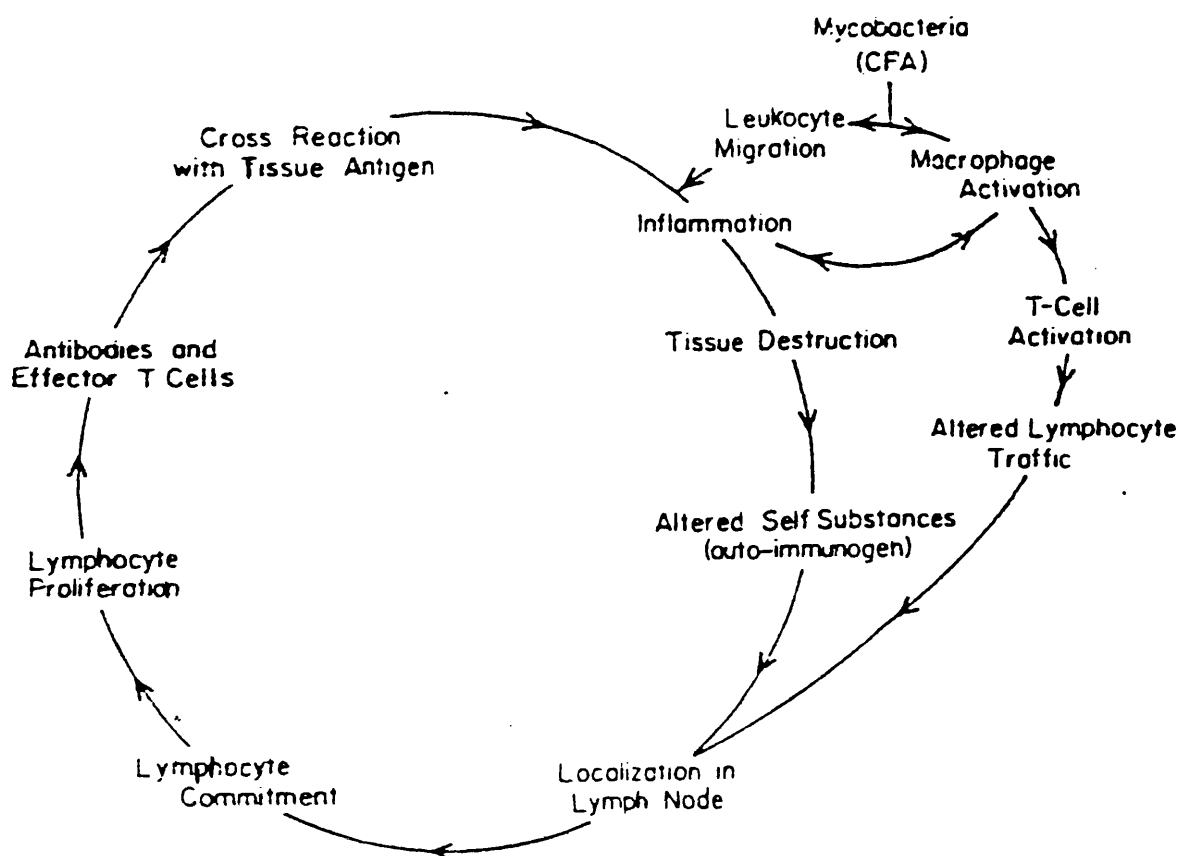 Mycobacteria
(CFA)
Leukocyte
Migration
Macrophage
Activation
Cross Reaction
with Tissue Antigen
Inflammation
T-Cell
Activation
Tissue Destruction
Antibodies and
Effector T Cells
Altered Lymphocyte
Traffic
Altered Self Substances
(auto-immunogen)
Lymphocyte
Proliferation
Lymphocyte
Commitment
Localization in
Lymph Node